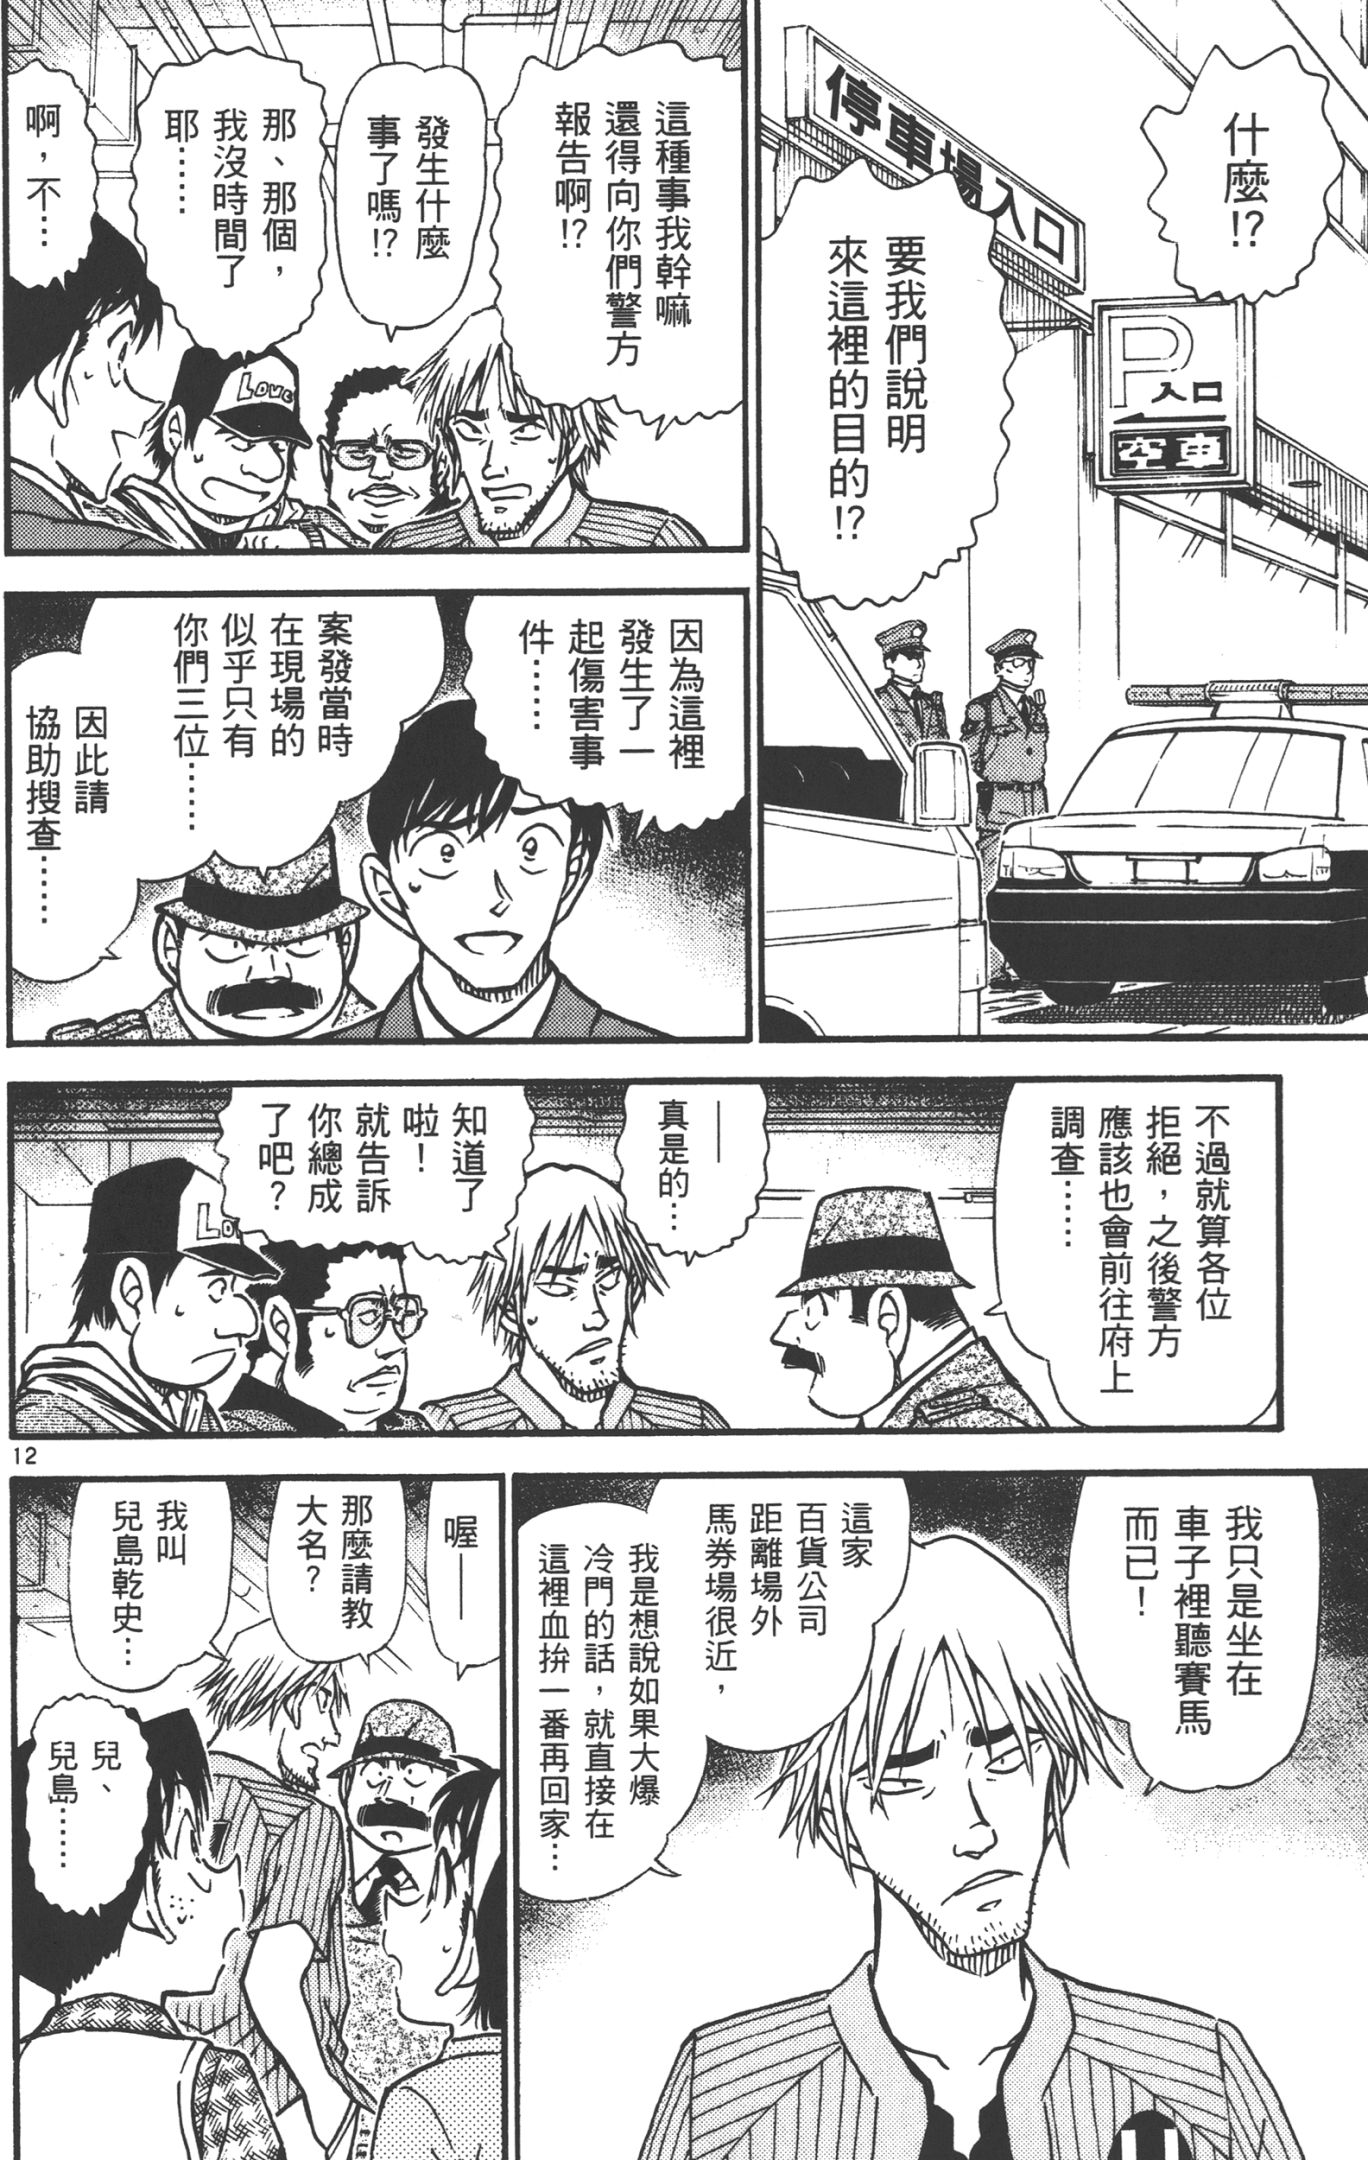 什麼!?
停車場入口
要我們說明
來這裡的目的!?
P
入口
空車
這種事我幹嘛
還得向你們警方
報告啊!?
發生什麼
事了嗎!?
那、那個，
我沒時間了
耶……
啊，不…
Love
因為這裡
發生了一
起傷害事
件……
案發當時
在現場的
似乎只有
你們三位……
因此請
協助搜查……
不過就算各位
拒絕，之後警方
應該也會前往府上
調查……
——
真是的…
知道了
啦！
就告訴
你總成
了吧？
Lo
12
我只是坐在
車子裡聽賽馬
而已！
這家
百貨公司
距離場外
馬券場很近，
我是想說如果大爆
冷門的話，就直接在
這裡血拚一番再回家…
喔——
那麼請教
大名？
我叫
兒島乾史…
兒、
兒島……